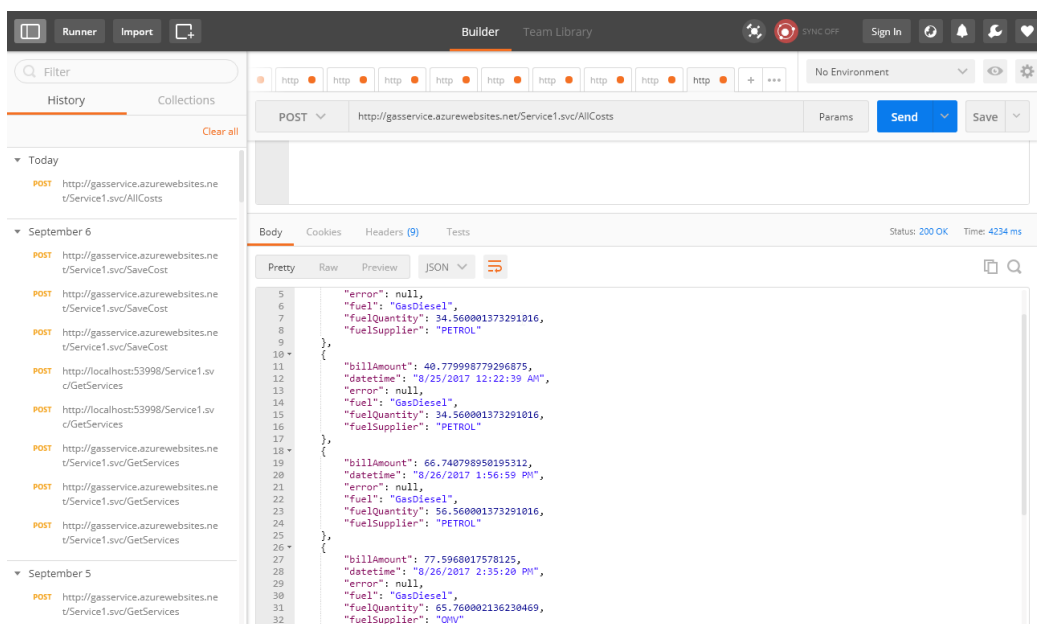 Runner
Import
Builder
Team Library
SYNC OFF
Sign In
Filter
History
Collections
Clear all
Today
POST http://gasservice.azurewebsites.ne
t/Service1.svc/AllCosts
September 6
POST http://gasservice.azurewebsites.ne
t/Service1.svc/SaveCost
POST http://gasservice.azurewebsites.ne
t/Service1.svc/SaveCost
POST http://gasservice.azurewebsites.ne
t/Service1.svc/SaveCost
POST http://localhost:53998/Service1.sv
c/GetServices
POST http://localhost:53998/Service1.sv
c/GetServices
POST http://gasservice.azurewebsites.ne
t/Service1.svc/GetServices
POST http://gasservice.azurewebsites.ne
t/Service1.svc/GetServices
POST http://gasservice.azurewebsites.ne
t/Service1.svc/GetServices
September 5
POST http://gasservice.azurewebsites.ne
t/Service1.svc/GetServices
http http http http http http http http http + •••
No Environment
POST http://gasservice.azurewebsites.net/Service1.svc/AllCosts Params Send Save
Body Cookies Headers (9) Tests Status: 200 OK Time: 4234 ms
Pretty Raw Preview JSON
5 "error": null,
6 "fuel": "GasDiesel",
7 "fuelQuantity": 34.560001373291016,
8 "fuelSupplier": "PETROL"
9 },
10 {
11 "billAmount": 40.779998779296875,
12 "datetime": "8/25/2017 12:22:39 AM",
13 "error": null,
14 "fuel": "GasDiesel",
15 "fuelQuantity": 34.560001373291016,
16 "fuelSupplier": "PETROL"
17 },
18 {
19 "billAmount": 66.740798950195312,
20 "datetime": "8/26/2017 1:56:59 PM",
21 "error": null,
22 "fuel": "GasDiesel",
23 "fuelQuantity": 56.560001373291016,
24 "fuelSupplier": "PETROL"
25 },
26 {
27 "billAmount": 77.5968017578125,
28 "datetime": "8/26/2017 2:35:20 PM",
29 "error": null,
30 "fuel": "GasDiesel",
31 "fuelQuantity": 65.760002136230469,
32 "fuelSupplier": "OMV"